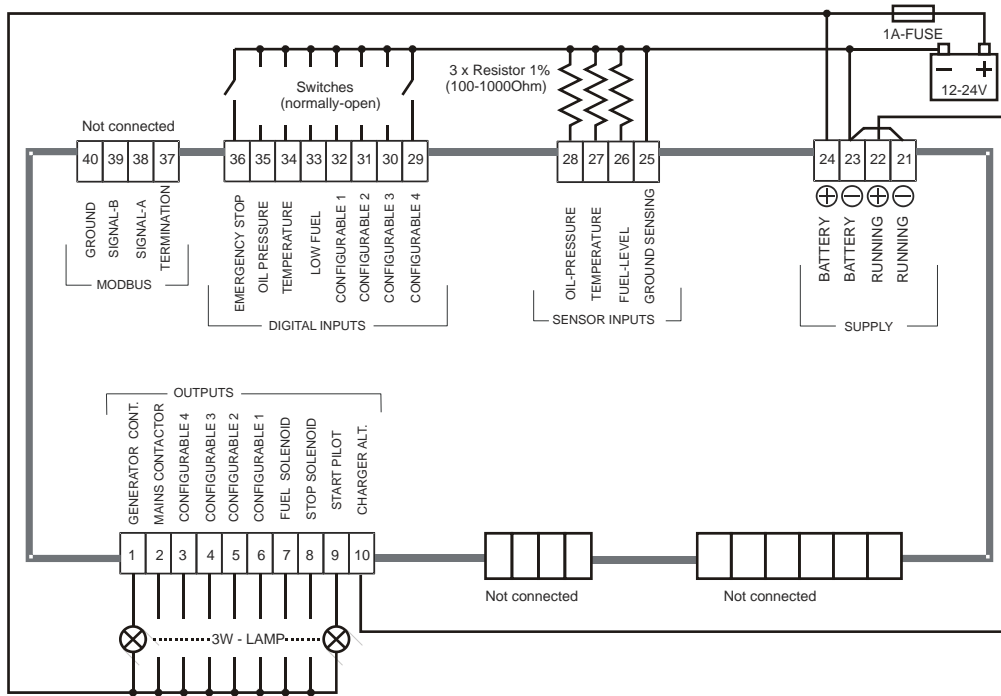 1A-FUSE
− +
12-24V
3 x Resistor 1%
(100-1000Ohm)
Switches
(normally-open)
Not connected
40 39 38 37
36 35 34 33 32 31 30 29
28 27 26 25
24 23 22 21
GROUND
SIGNAL-B
SIGNAL-A
TERMINATION
MODBUS
EMERGENCY STOP
OIL PRESSURE
TEMPERATURE
LOW FUEL
CONFIGURABLE 1
CONFIGURABLE 2
CONFIGURABLE 3
CONFIGURABLE 4
DIGITAL INPUTS
OIL-PRESSURE
TEMPERATURE
FUEL-LEVEL
GROUND SENSING
SENSOR INPUTS
+ − + −
BATTERY
BATTERY
RUNNING
RUNNING
SUPPLY
OUTPUTS
GENERATOR CONT.
MAINS CONTACTOR
CONFIGURABLE 4
CONFIGURABLE 3
CONFIGURABLE 2
CONFIGURABLE 1
FUEL SOLENOID
STOP SOLENOID
START PILOT
CHARGER ALT.
1 2 3 4 5 6 7 8 9 10
Not connected
Not connected
3W - LAMP